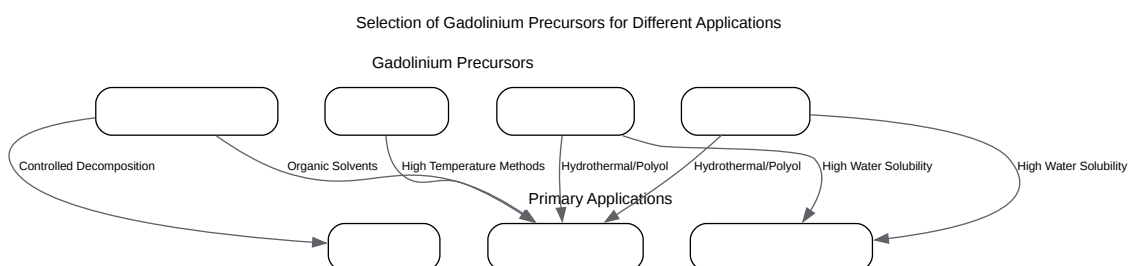 Selection of Gadolinium Precursors for Different Applications
Gadolinium Precursors
Controlled Decomposition
Organic Solvents
High Temperature Methods
Hydrothermal/Polyol
Hydrothermal/Polyol
High Water Solubility
High Water Solubility
Primary Applications